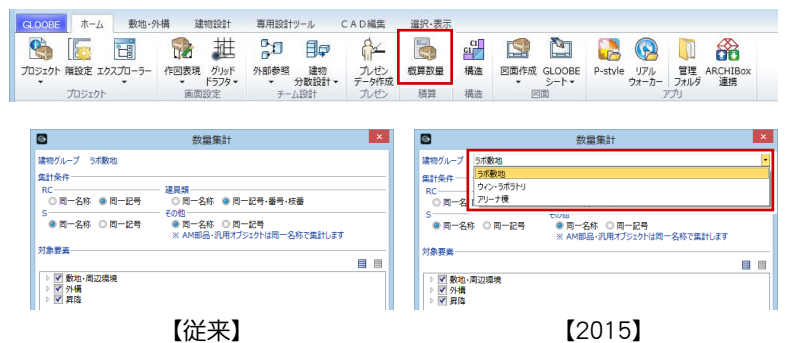 GLOOBE ホーム 敷地・外構 建物設計 専用設計ツール CAD編集 選択・表示
プロジェクト 階設定 エクスプローラー 作図表現 グリッド ドラフタ 外部参照 建物 分散設計 プレゼン データ作成 概算数量 構造 図面作成 GLOOBE シート P-style リアル ウォーカー 管理 フォルダ ARCHIBox 連携
プロジェクト 画面設定 チーム設計 プレゼン 積算 構造 図面 アプリ
数量集計
建物グループ ラボ敷地
集計条件
RC 建具類
同一名称 同一記号 同一名称 同一記号・番号・枝番
S その他
同一名称 同一記号 同一名称 同一記号
※ AM部品・汎用オブジェクトは同一名称で集計します
対象要素
敷地・周辺環境
外構
昇降
【従来】
数量集計
建物グループ ラボ敷地
ラボ敷地
ウィン・ラボラトリ
アリーナ棟
集計条件
RC
同一名
S その他
同一名称 同一記号 同一名称 同一記号
※ AM部品・汎用オブジェクトは同一名称で集計します
対象要素
敷地・周辺環境
外構
昇降
【2015】